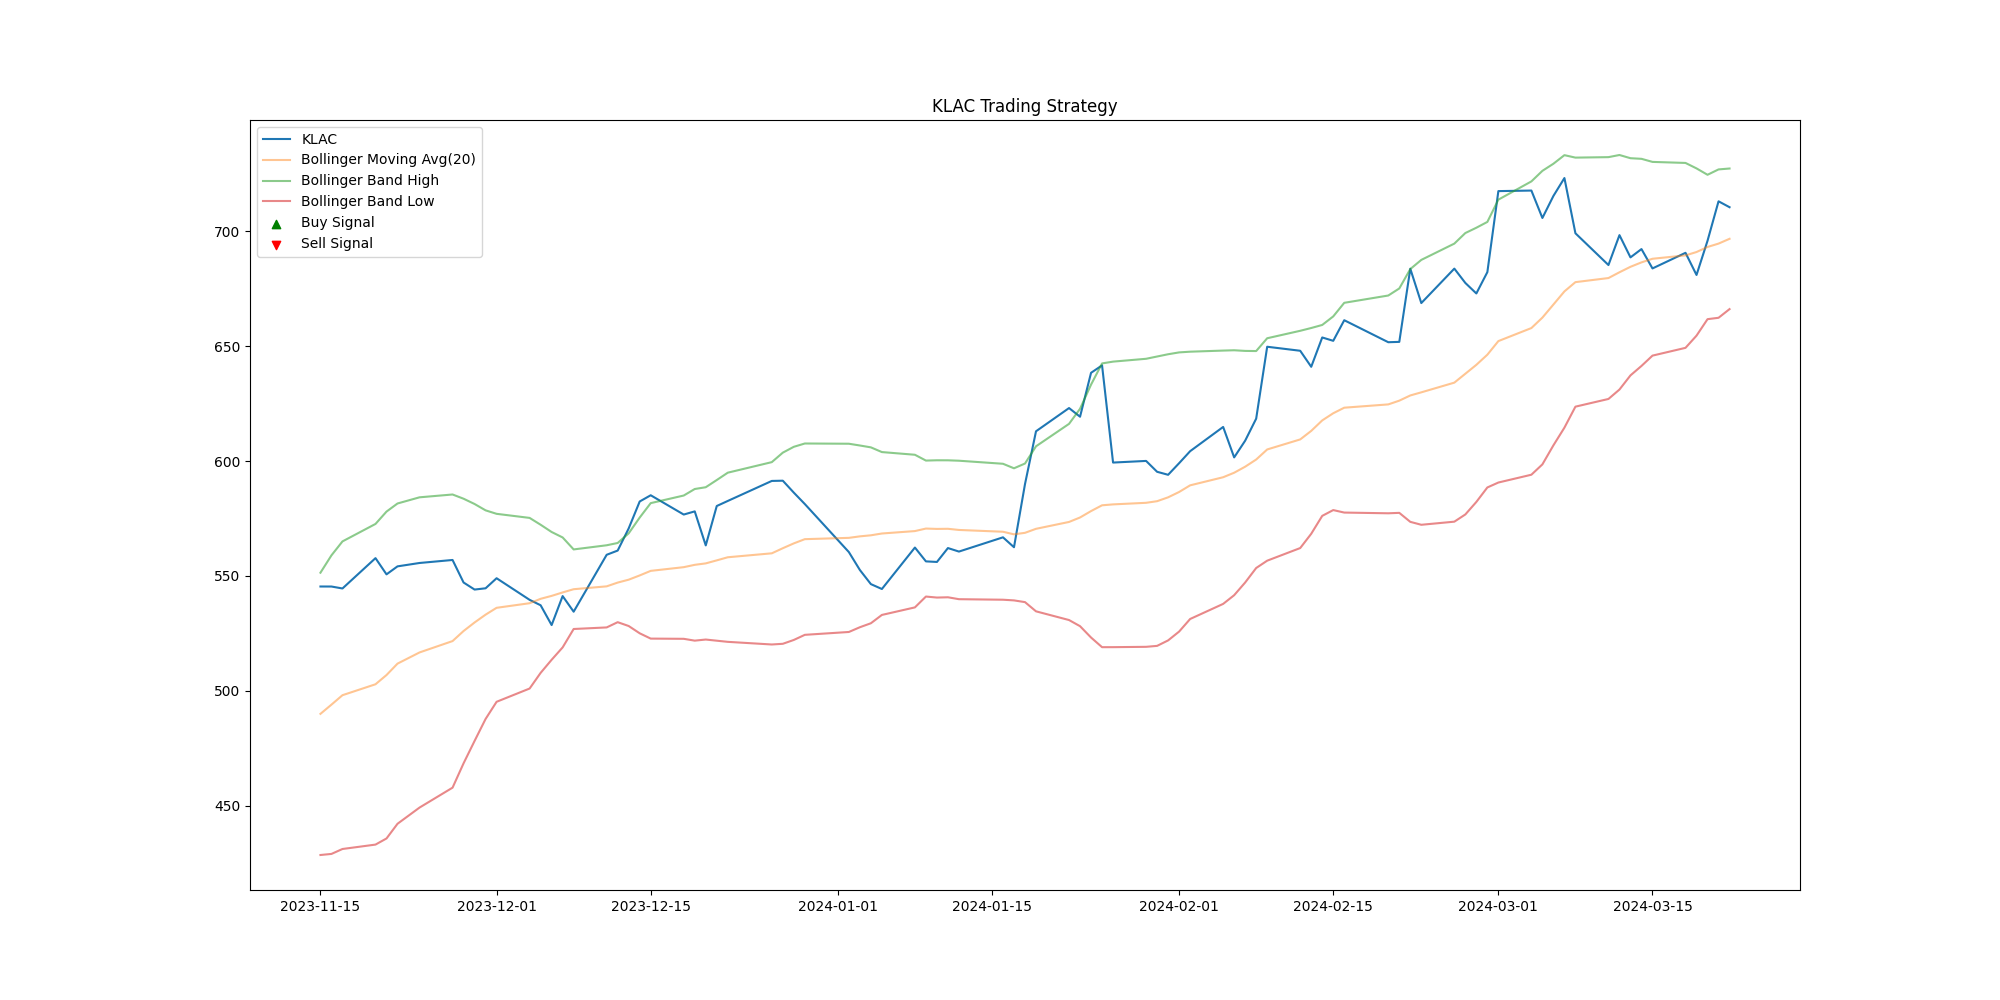 KLAC Trading Strategy
KLAC
Bollinger Moving Avg(20)
Bollinger Band High
Bollinger Band Low
Buy Signal
Sell Signal
700
650
600
550
500
450
2023-11-15 2023-12-01 2023-12-15 2024-01-01 2024-01-15 2024-02-01 2024-02-15 2024-03-01 2024-03-15